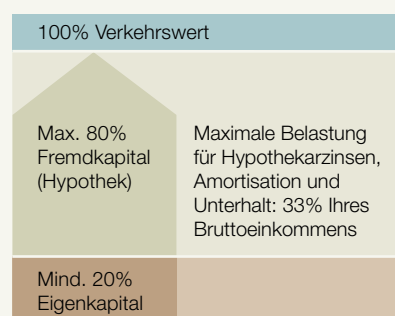 100% Verkehrswert
Max. 80%
Fremdkapital
(Hypothek)
Maximale Belastung
für Hypothekarzinsen,
Amortisation und
Unterhalt: 33% Ihres
Bruttoeinkommens
Mind. 20%
Eigenkapital